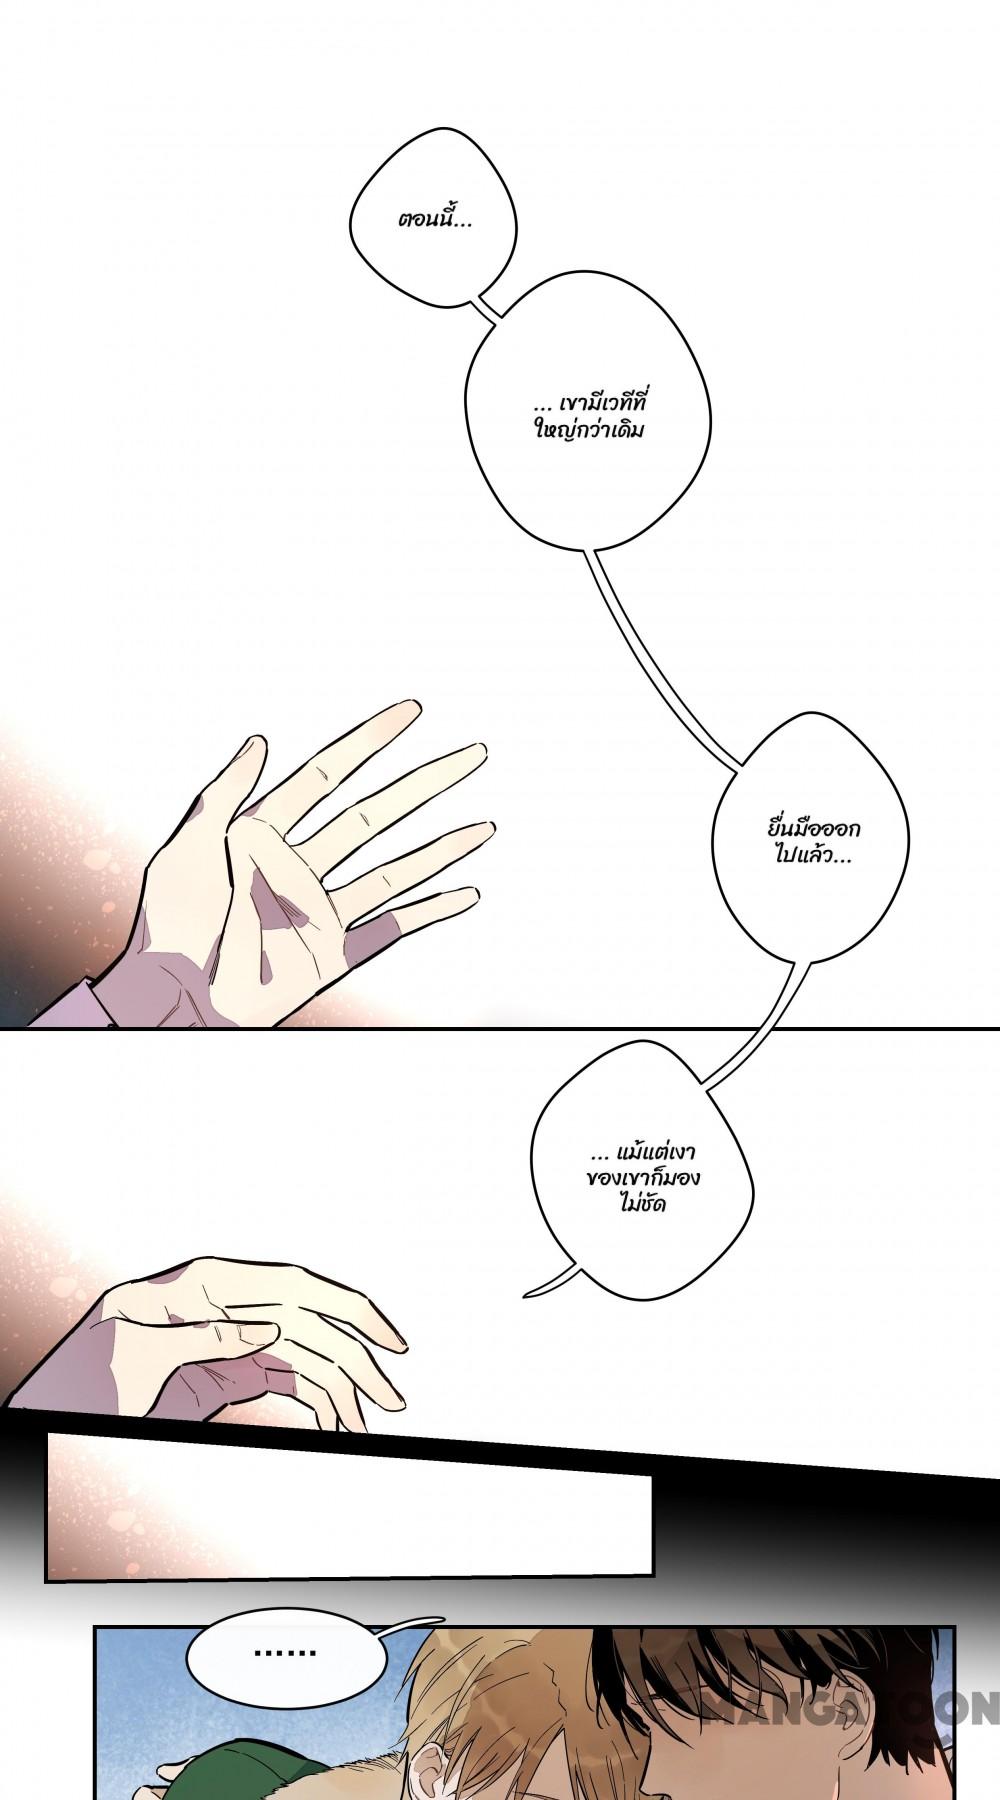 ตอนนี้...
... เขามีเวทีที่
ใหญ่กว่าเดิม
ยื่นมือออก
ไปแล้ว...
... แม้แต่เงา
ของเขาก็มอง
ไม่ชัด
......
MANGATOON